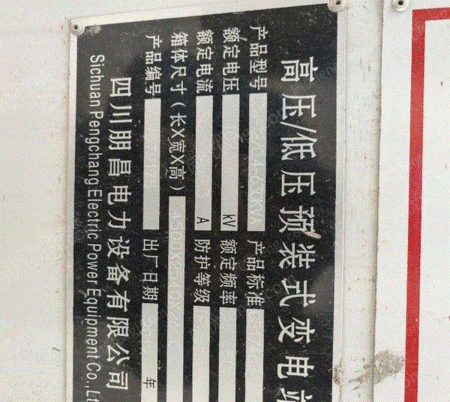 高压/低压预装式变电站
产品型号 产品标准
额定电压 kV 额定频率
额定电流 A 防护等级
箱体尺寸(长X宽X高)
产品编号 出厂日期 年
四川朋昌电力设备有限公司
Sichuan Pengchang Electric Power Equipment Co., Lt